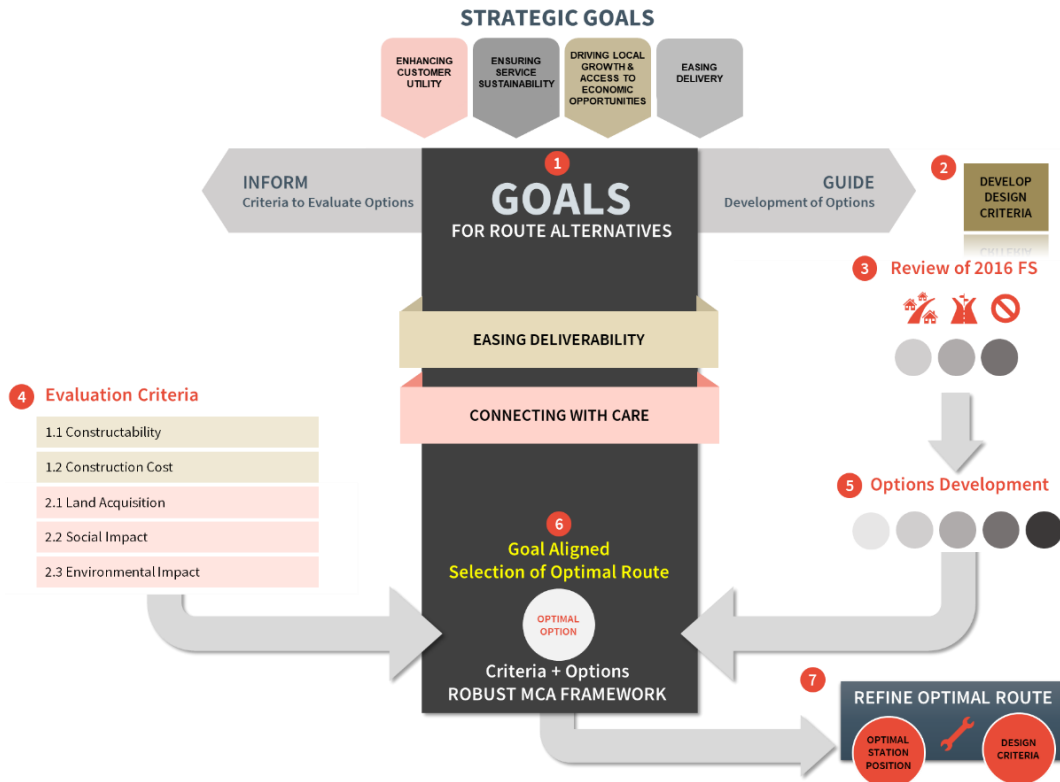 STRATEGIC GOALS
ENHANCING
CUSTOMER
UTILITY
ENSURING
SERVICE
SUSTAINABILITY
DRIVING LOCAL
GROWTH &
ACCESS TO
ECONOMIC
OPPORTUNITIES
EASING
DELIVERY
INFORM
Criteria to Evaluate Options
1
GOALS
FOR ROUTE ALTERNATIVES
GUIDE
Development of Options
2
DEVELOP
DESIGN
CRITERIA
CRITERIA
3 Review of 2016 FS
EASING DELIVERABILITY
CONNECTING WITH CARE
4 Evaluation Criteria
1.1 Constructability
1.2 Construction Cost
2.1 Land Acquisition
2.2 Social Impact
2.3 Environmental Impact
5 Options Development
6
Goal Aligned
Selection of Optimal Route
OPTIMAL
OPTION
Criteria + Options
ROBUST MCA FRAMEWORK
7
REFINE OPTIMAL ROUTE
OPTIMAL
STATION
POSITION
DESIGN
CRITERIA